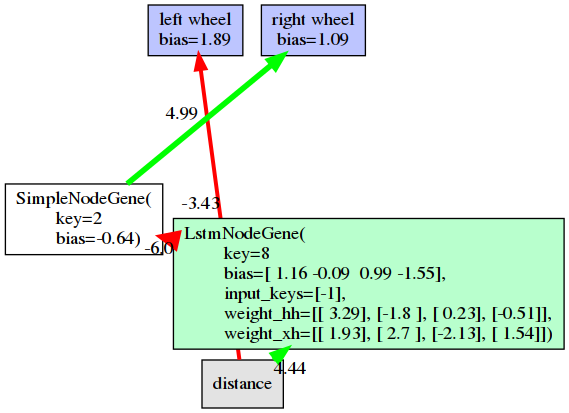 left wheel
bias=1.89
right wheel
bias=1.09
4.99
SimpleNodeGene(
key=2
bias=-0.64)
-3.43
-6.0
LstmNodeGene(
key=8
bias=[ 1.16 -0.09  0.99 -1.55],
input_keys=[-1],
weight_hh=[[ 3.29], [-1.8 ], [ 0.23], [-0.51]],
weight_xh=[[ 1.93], [ 2.7 ], [-2.13], [ 1.54]])
4.44
distance